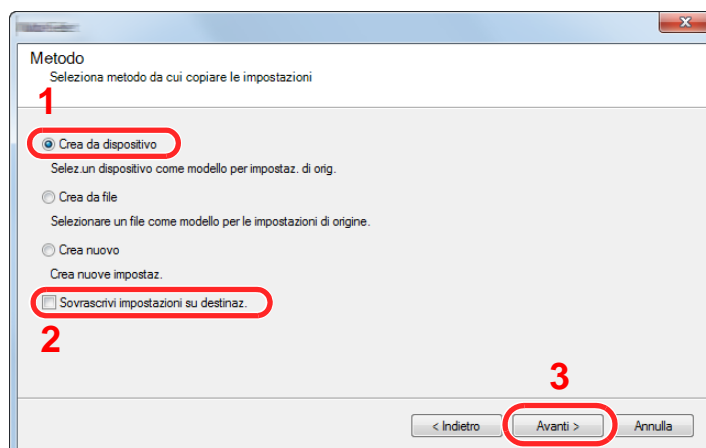 Metodo
Seleziona metodo da cui copiare le impostazioni
1
Crea da dispositivo
Selez.un dispositivo come modello per impostaz. di orig.
Crea da file
Selezionare un file come modello per le impostazioni di origine.
Crea nuovo
Crea nuove impostaz.
Sovrascrivi impostazioni su destinaz.
2
3
< Indietro
Avanti >
Annulla